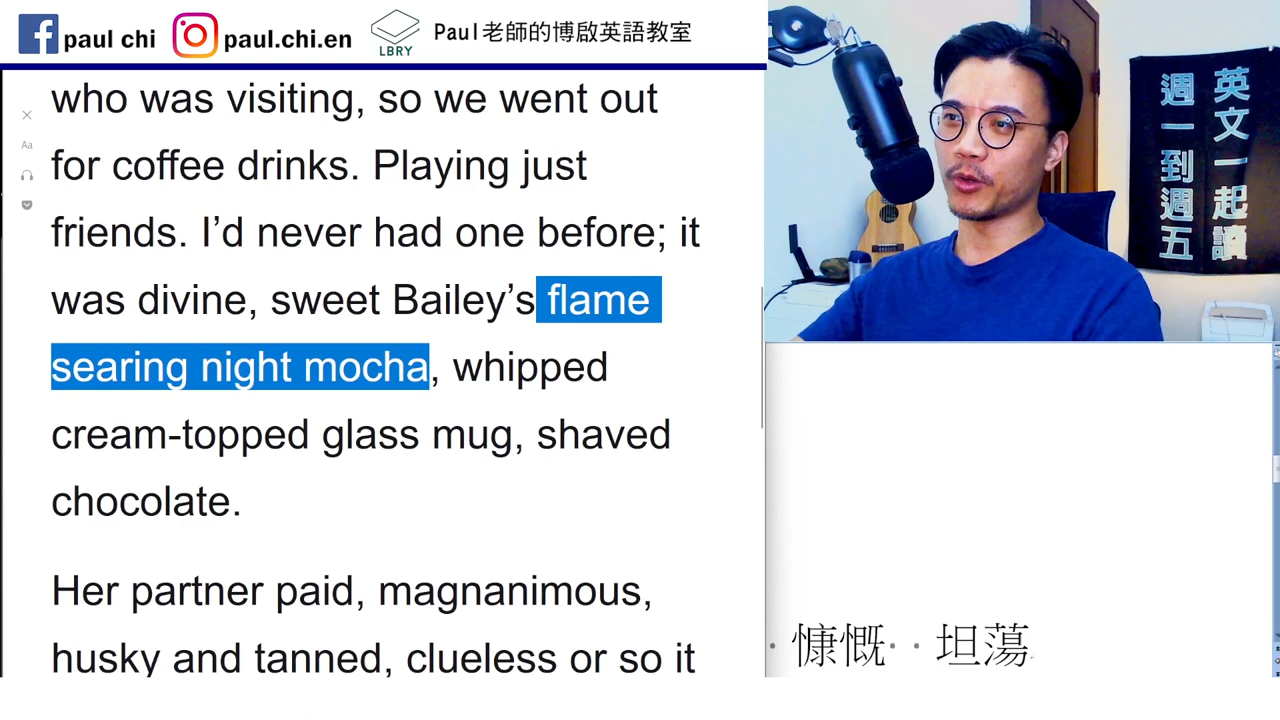 paul chi
paul.chi.en
LBRY
Paul老師的博啟英語教室
who was visiting, so we went out
for coffee drinks. Playing just
friends. I’d never had one before; it
was divine, sweet Bailey’s flame
searing night mocha, whipped
cream-topped glass mug, shaved
chocolate.
Her partner paid, magnanimous,
husky and tanned, clueless or so it
Aa
英文一起讀
週一到週五
慷慨 坦蕩